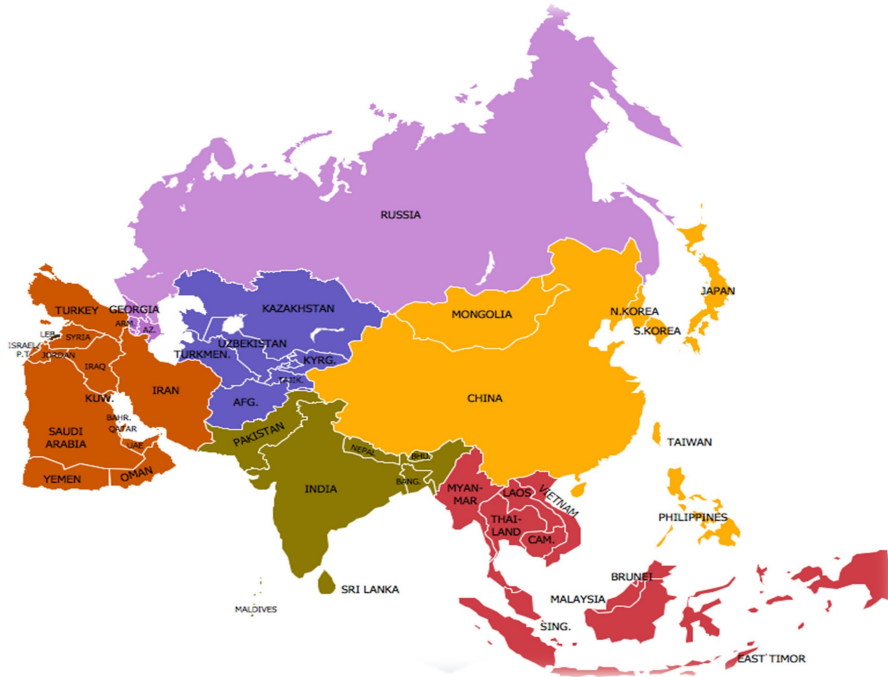 RUSSIA
TURKEY
GEORGIA
ARM.
AZ.
KAZAKHSTAN
MONGOLIA
JAPAN
N.KOREA
S.KOREA
LEB.
SYRIA
ISRAEL/
P.T.
JORDAN
IRAQ
TURKMEN.
UZBEKISTAN
KYRG.
TAJIK.
IRAN
KUW.
AFG.
CHINA
BAHR.
QATAR
UAE
SAUDI
ARABIA
PAKISTAN
NEPAL
BHU.
TAIWAN
YEMEN
OMAN
INDIA
BANG.
MYAN-
MAR
LAOS
VIETNAM
THAI-
LAND
CAM.
PHILIPPINES
SRI LANKA
MALDIVES
BRUNEI
MALAYSIA
SING.
EAST TIMOR